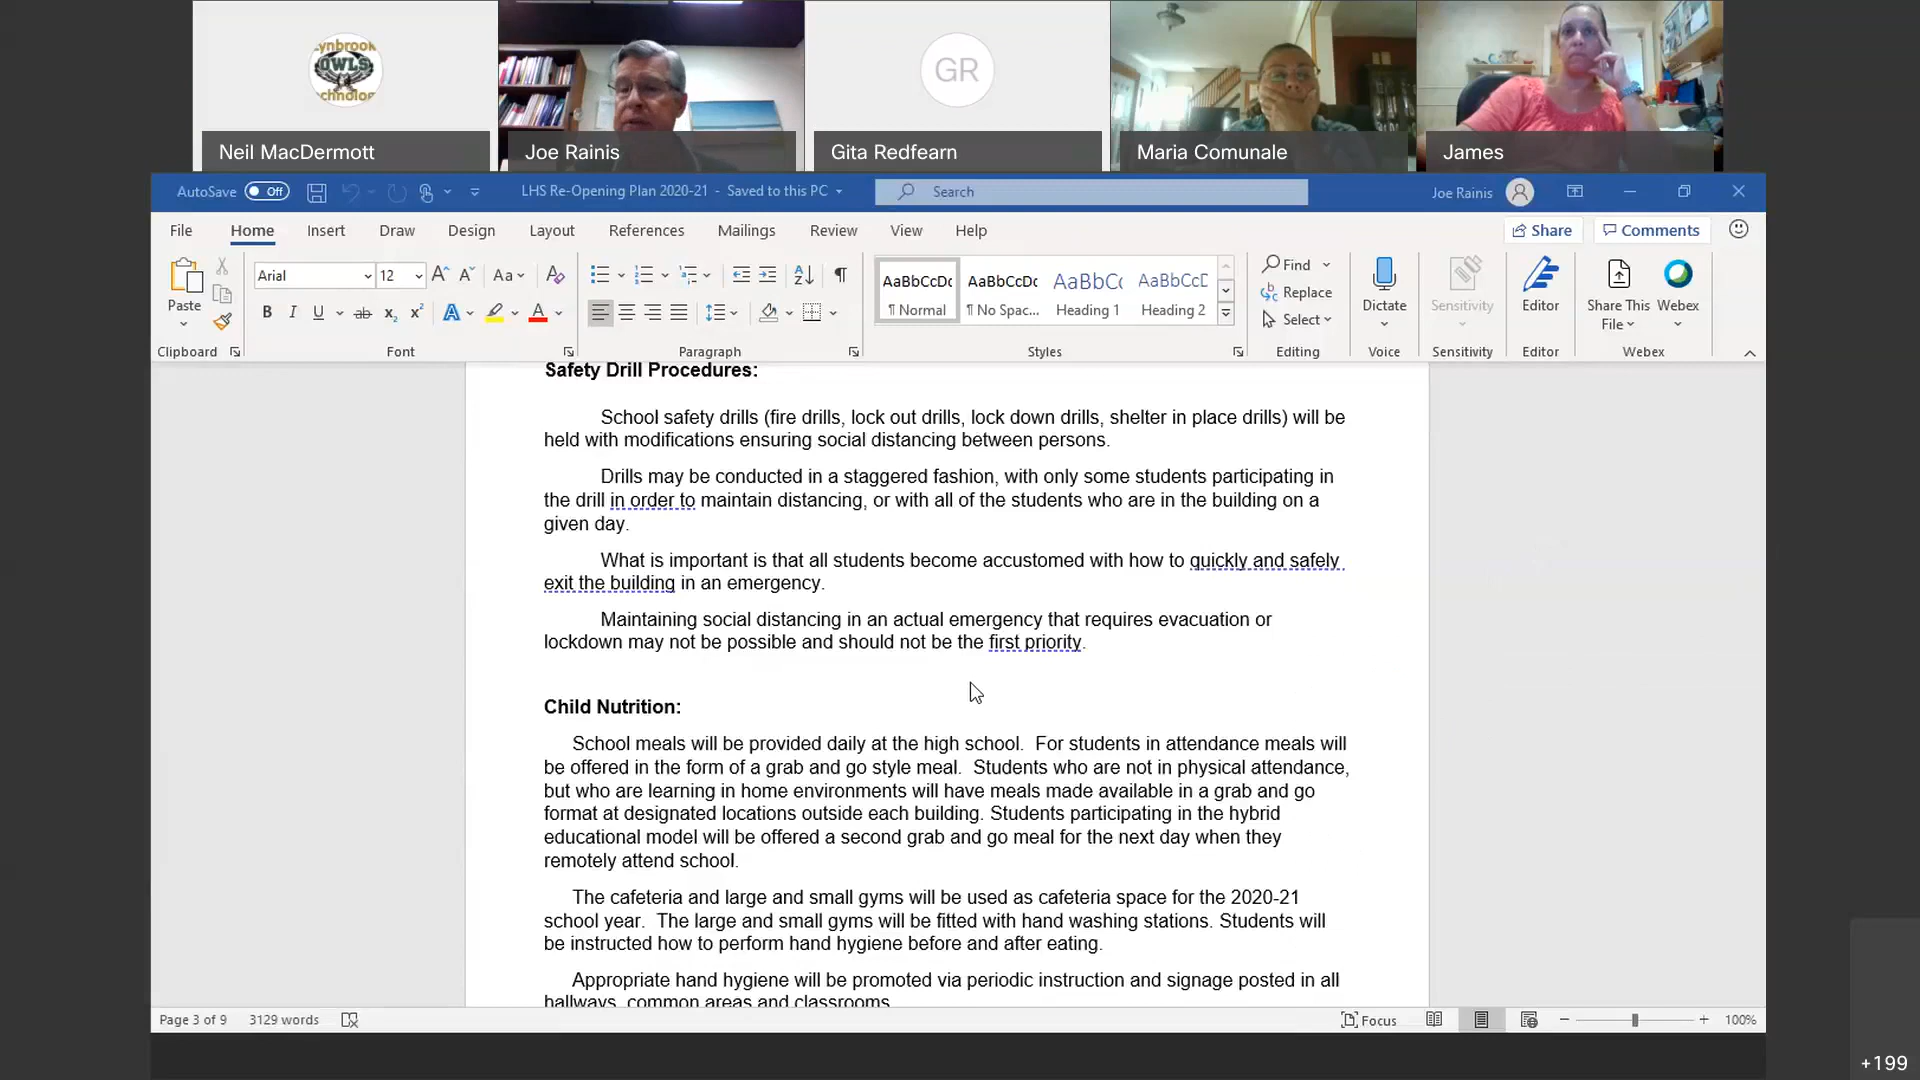 ynbrook
OWLS
chnolog
GR
Neil MacDermott
Joe Rainis
Gita Redfearn
Maria Comunale
James
AutoSave Off
LHS Re-Opening Plan 2020-21 - Saved to this PC
Search
Joe Rainis
File Home Insert Draw Design Layout References Mailings Review View Help
Share Comments
Paste
Clipboard
Arial 12
Aa
B I U ab x₂ x² A A
Font
Paragraph
AaBbCcDc AaBbCcDc AaBbCc AaBbCcD
¶ Normal ¶ No Spac... Heading 1 Heading 2
Styles
Find
Replace
Select
Editing
Dictate
Voice
Sensitivity
Sensitivity
Editor
Editor
Share This File
Webex
Webex
Safety Drill Procedures:
School safety drills (fire drills, lock out drills, lock down drills, shelter in place drills) will be
held with modifications ensuring social distancing between persons.
Drills may be conducted in a staggered fashion, with only some students participating in
the drill in order to maintain distancing, or with all of the students who are in the building on a
given day.
What is important is that all students become accustomed with how to quickly and safely
exit the building in an emergency.
Maintaining social distancing in an actual emergency that requires evacuation or
lockdown may not be possible and should not be the first priority.
Child Nutrition:
School meals will be provided daily at the high school. For students in attendance meals will
be offered in the form of a grab and go style meal. Students who are not in physical attendance,
but who are learning in home environments will have meals made available in a grab and go
format at designated locations outside each building. Students participating in the hybrid
educational model will be offered a second grab and go meal for the next day when they
remotely attend school.
The cafeteria and large and small gyms will be used as cafeteria space for the 2020-21
school year. The large and small gyms will be fitted with hand washing stations. Students will
be instructed how to perform hand hygiene before and after eating.
Appropriate hand hygiene will be promoted via periodic instruction and signage posted in all
hallways, common areas and classrooms.
Page 3 of 9 3129 words
Focus
100%
+199